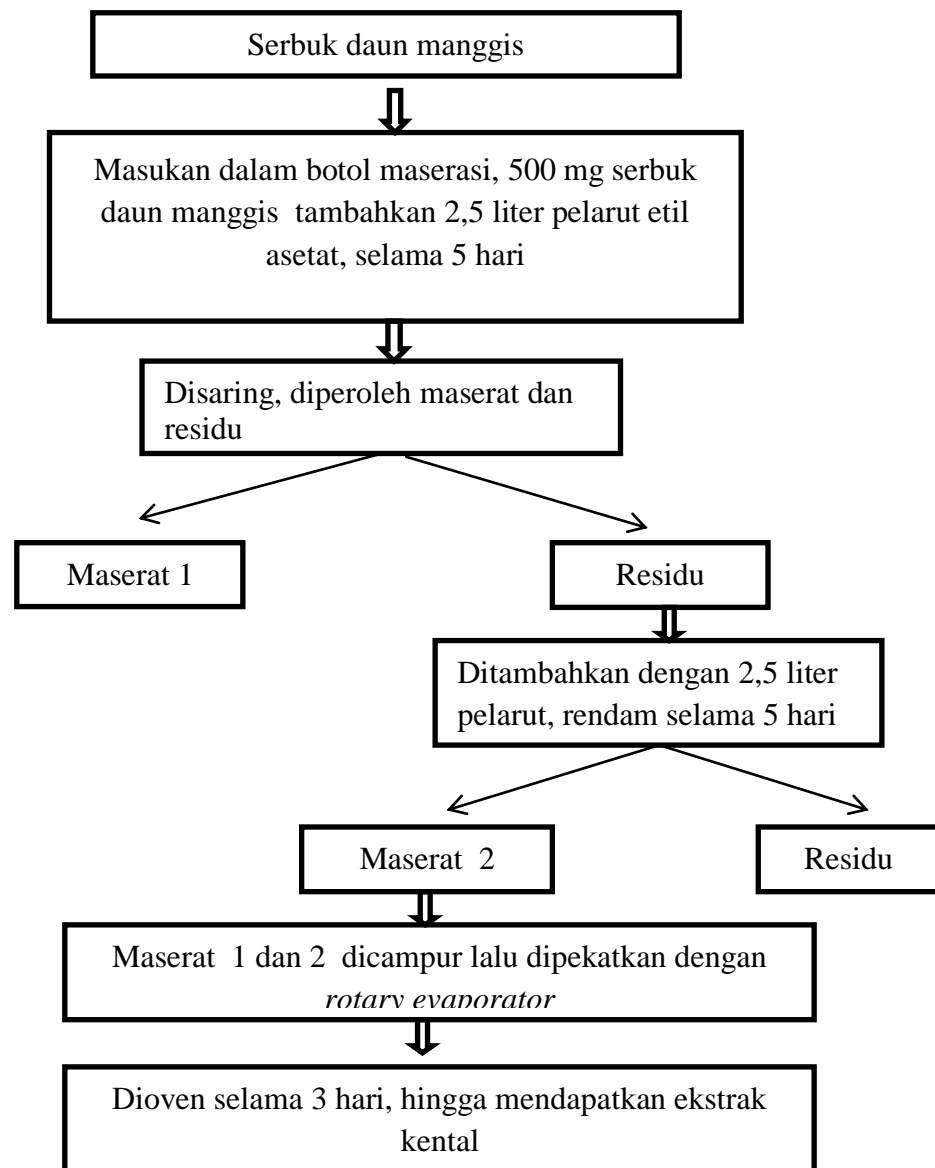 Serbuk daun manggis
Masukan dalam botol maserasi, 500 mg serbuk
daun manggis tambahkan 2,5 liter pelarut etil
asetat, selama 5 hari
Disaring, diperoleh maserat dan
residu
Maserat 1
Residu
Ditambahkan dengan 2,5 liter
pelarut, rendam selama 5 hari
Maserat 2
Residu
Maserat 1 dan 2 dicampur lalu dipekatkan dengan
rotary evaporator
Dioven selama 3 hari, hingga mendapatkan ekstrak
kental